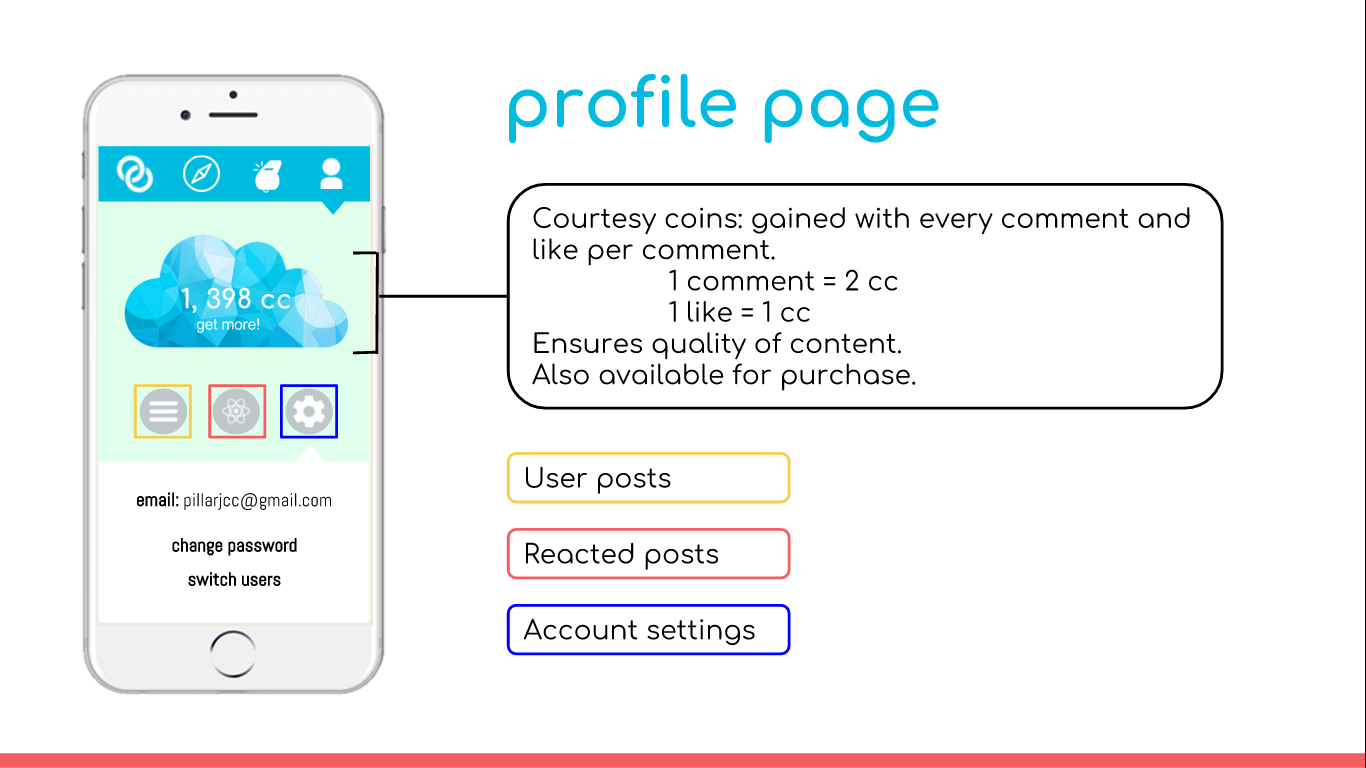 profile page
1, 398 cc
get more!
email: pillarjcc@gmail.com
change password
switch users
Courtesy coins: gained with every comment and
like per comment.
1 comment = 2 cc
1 like = 1 cc
Ensures quality of content.
Also available for purchase.
User posts
Reacted posts
Account settings